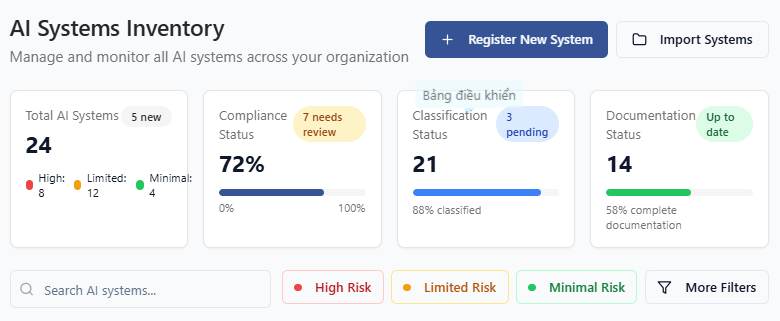 AI Systems Inventory
Manage and monitor all AI systems across your organization
Register New System
Import Systems
Bảng điều khiển
Total AI Systems
5 new
24
High:
8
Limited:
12
Minimal:
4
Compliance
Status
7 needs
review
72%
0%
100%
Classification
Status
3
pending
21
88% classified
Documentation
Status
Up to
date
14
58% complete
documentation
Search AI systems...
High Risk
Limited Risk
Minimal Risk
More Filters